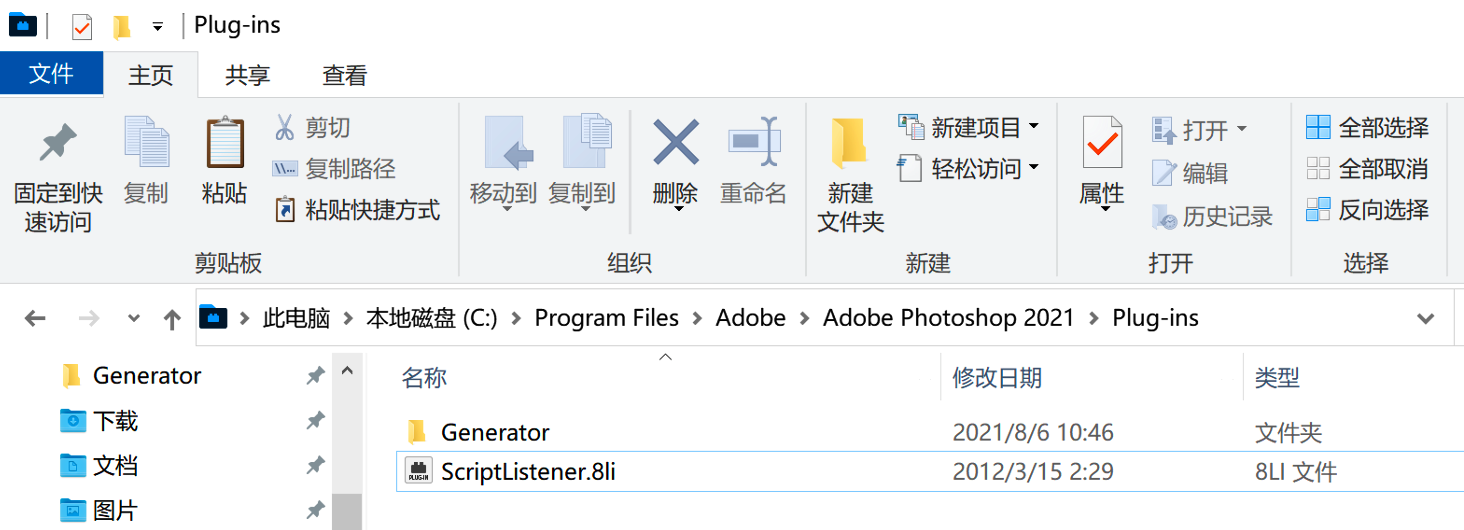 Plug-ins
文件 主页 共享 查看
固定到快速访问
复制
粘贴
剪切
复制路径
粘贴快捷方式
剪贴板
移动到
复制到
删除
重命名
组织
新建
文件夹
新建项目
轻松访问
新建
属性
打开
编辑
历史记录
打开
全部选择
全部取消
反向选择
选择
此电脑 本地磁盘 (C:) Program Files Adobe Adobe Photoshop 2021 Plug-ins
Generator
下载
文档
图片
名称 修改日期 类型
Generator 2021/8/6 10:46 文件夹
PLUG-IN ScriptListener.8li 2012/3/15 2:29 8LI 文件